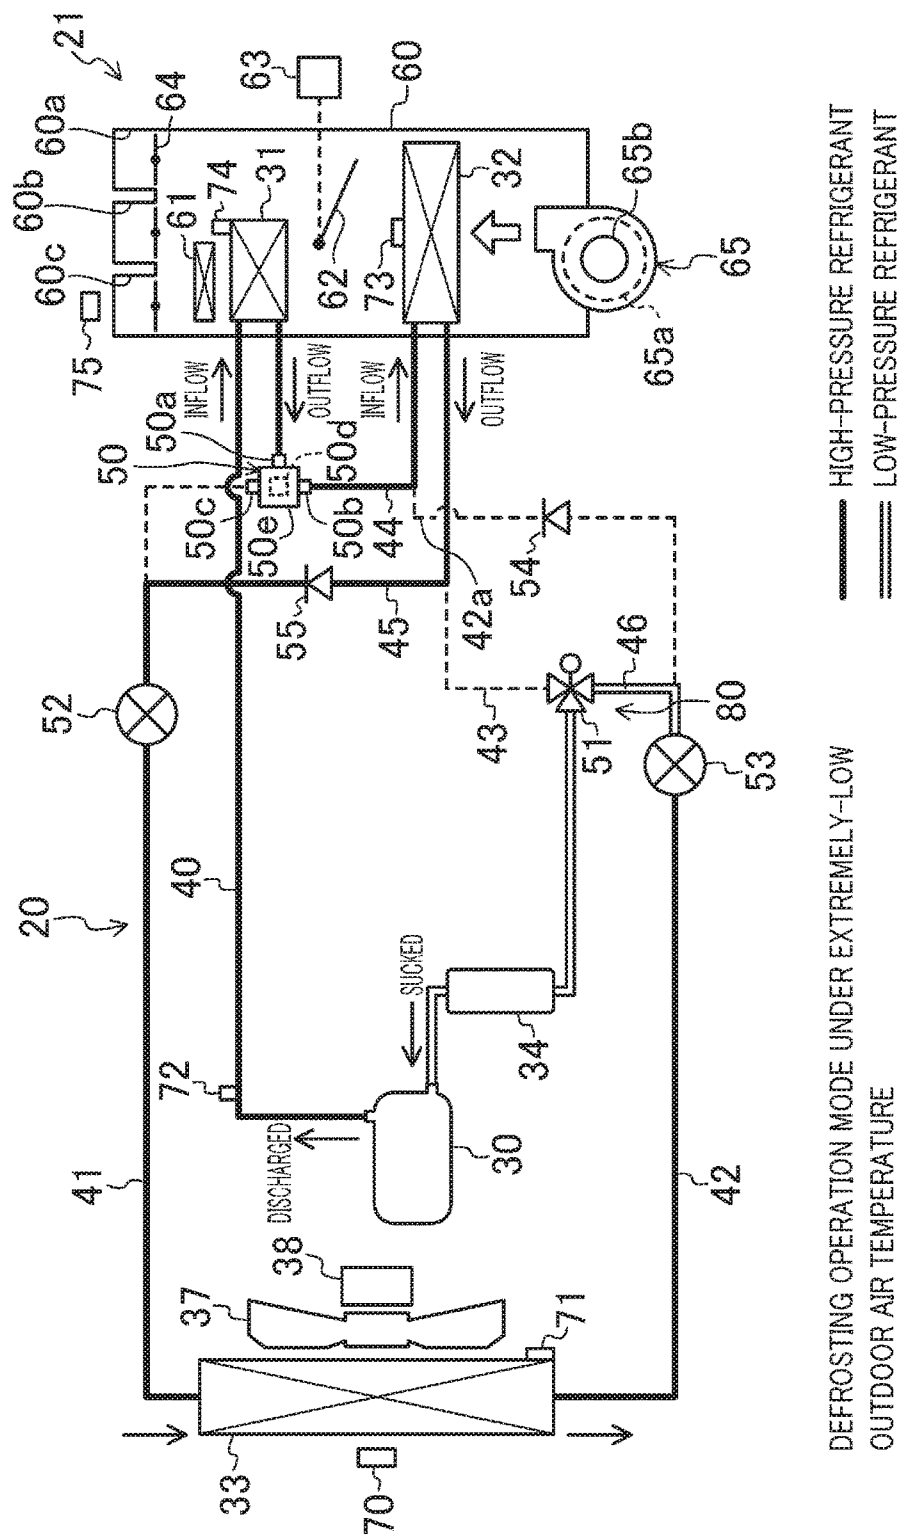 21
60a
60b
60c
64
61
74
31
63
60
75
62
73
32
65b
65
65a
INFLOW
OUTFLOW
INFLOW
OUTFLOW
50
50a
50c
50d
50e
50b
44
54
42a
55
45
52
43
46
51
80
53
20
40
SUCKED
34
72
41
DISCHARGED
30
42
38
37
71
33
70
HIGH-PRESSURE REFRIGERANT
LOW-PRESSURE REFRIGERANT
DEFROSTING OPERATION MODE UNDER EXTREMELY-LOW
OUTDOOR AIR TEMPERATURE